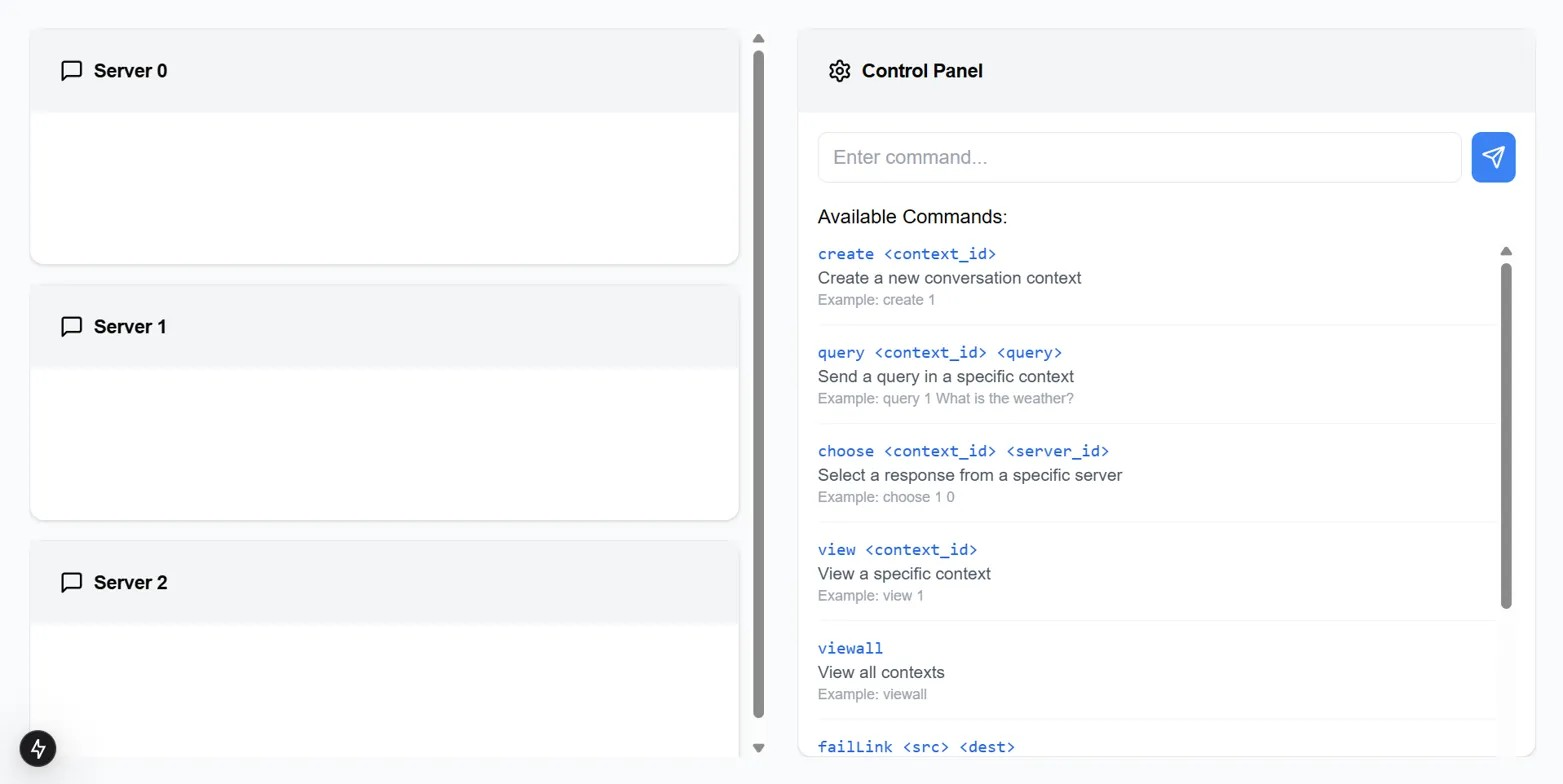 Server 0
Server 1
Server 2
Control Panel
Enter command...
Available Commands:
create <context_id>
Create a new conversation context
Example: create 1
query <context_id> <query>
Send a query in a specific context
Example: query 1 What is the weather?
choose <context_id> <server_id>
Select a response from a specific server
Example: choose 1 0
view <context_id>
View a specific context
Example: view 1
viewall
View all contexts
Example: viewall
failLink <src> <dest>